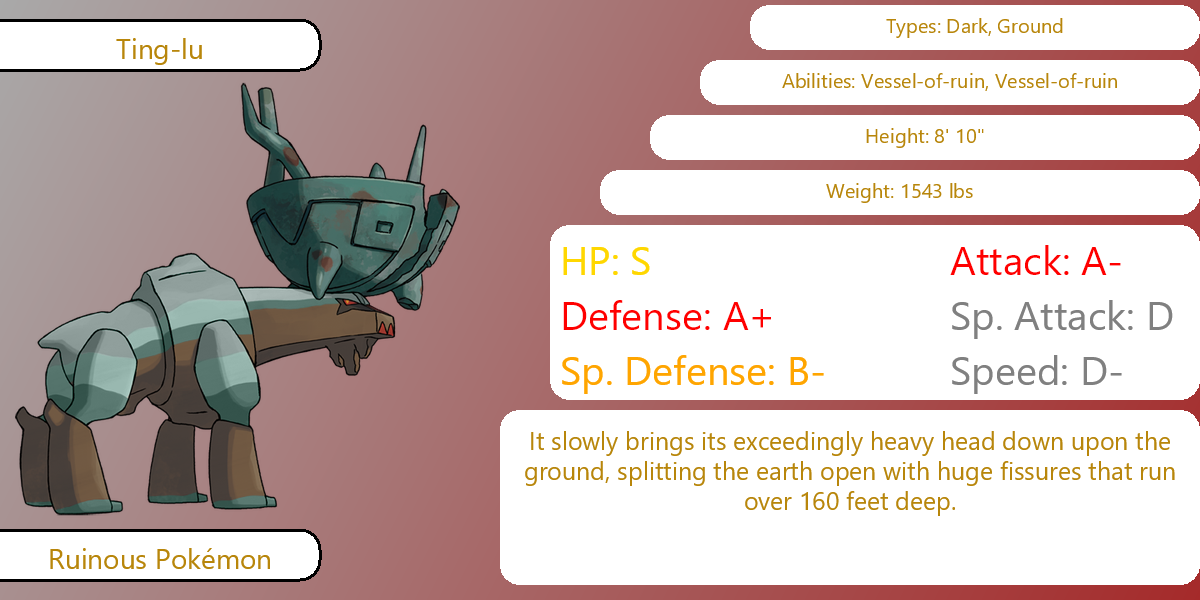 Ting-lu
Types: Dark, Ground
Abilities: Vessel-of-ruin, Vessel-of-ruin
Height: 8' 10"
Weight: 1543 lbs
HP: S
Attack: A-
Defense: A+
Sp. Attack: D
Sp. Defense: B-
Speed: D-
It slowly brings its exceedingly heavy head down upon the
ground, splitting the earth open with huge fissures that run
over 160 feet deep.
Ruinous Pokémon